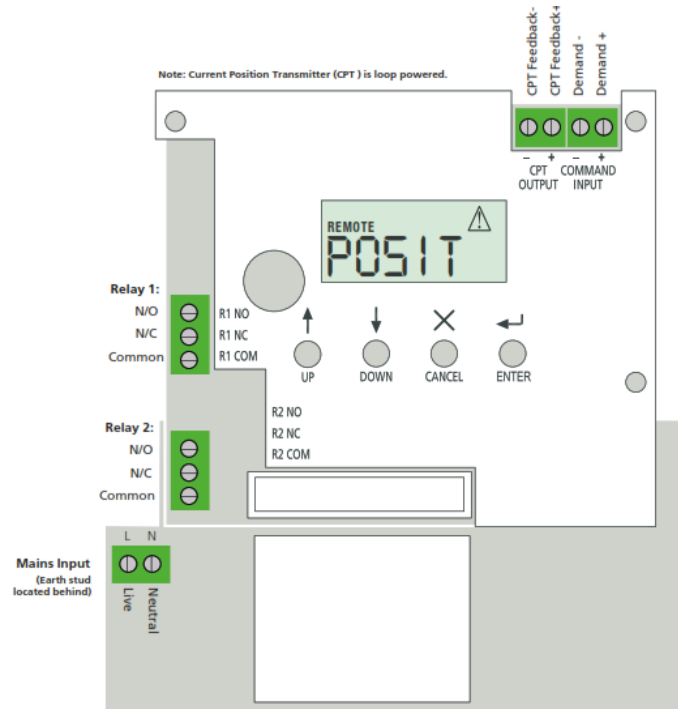 CPT Feedback-
CPT Feedback+
Demand -
Demand +
Note: Current Position Transmitter (CPT ) is loop powered.
– + – +
CPT OUTPUT
COMMAND INPUT
REMOTE
POSIT
Relay 1:
N/O R1 NO
N/C R1 NC
Common R1 COM
UP DOWN CANCEL ENTER
R2 NO
R2 NC
R2 COM
Relay 2:
N/O
N/C
Common
L N
Mains Input
(Earth stud
located behind)
Live
Neutral